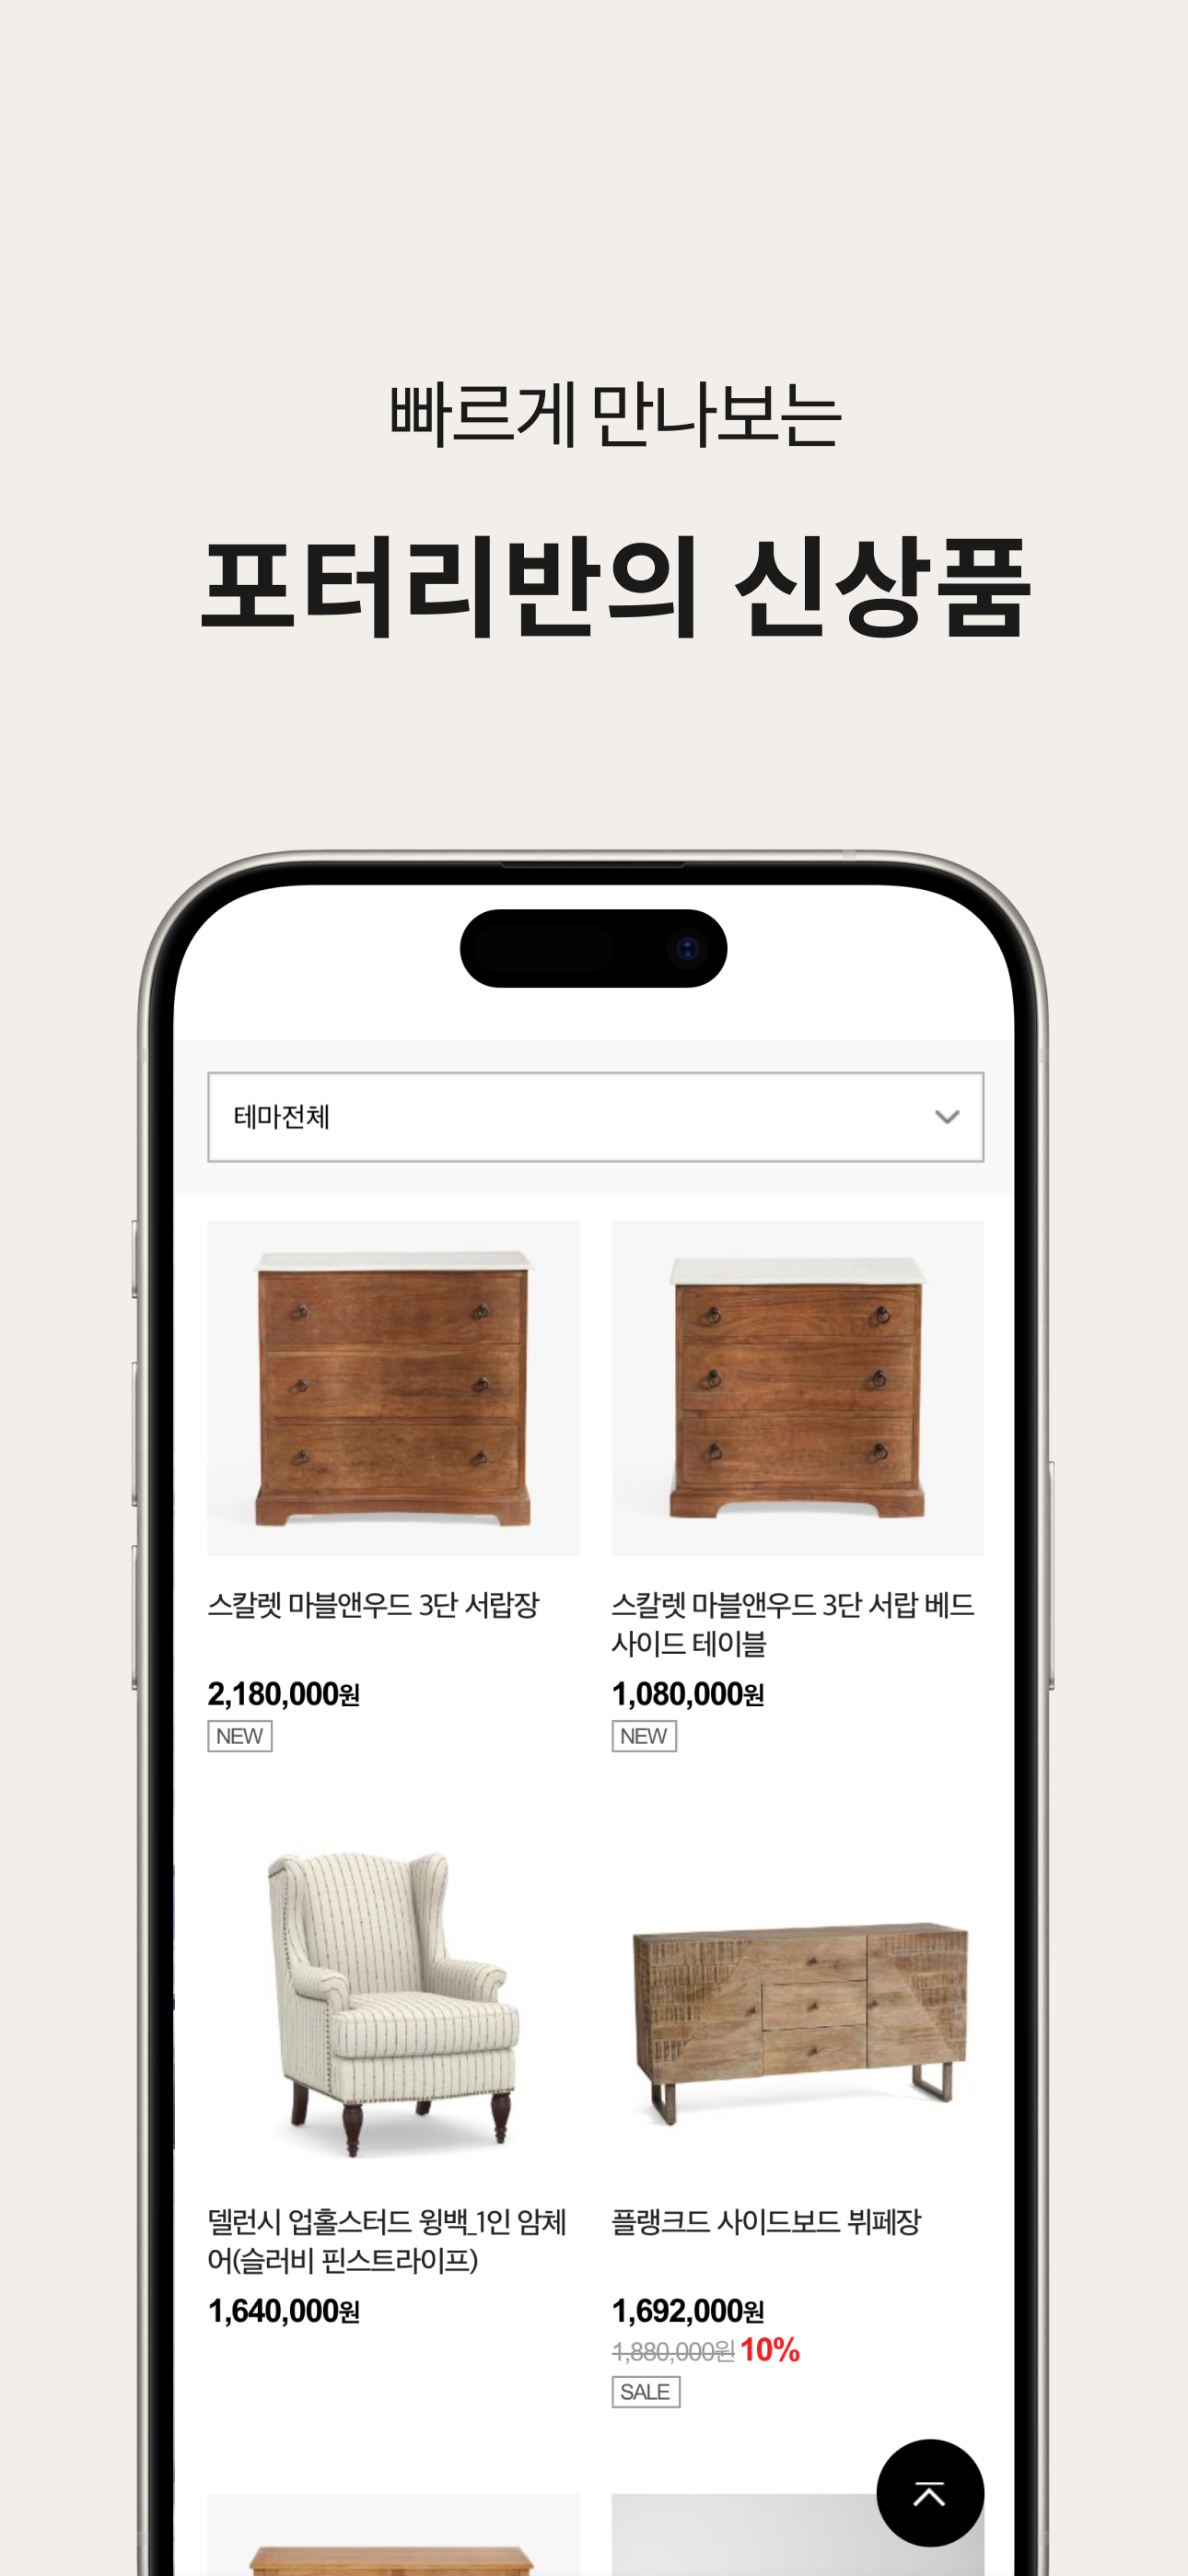 빠르게 만나보는
포터리반의 신상품
테마전체
스칼렛 마블앤우드 3단 서랍장
2,180,000원
NEW
스칼렛 마블앤우드 3단 서랍 베드
사이드 테이블
1,080,000원
NEW
델런시 업홀스터드 윙백_1인 암체
어(슬러비 핀스트라이프)
1,640,000원
플랭크드 사이드보드 뷔페장
1,692,000원
1,880,000원 10%
SALE